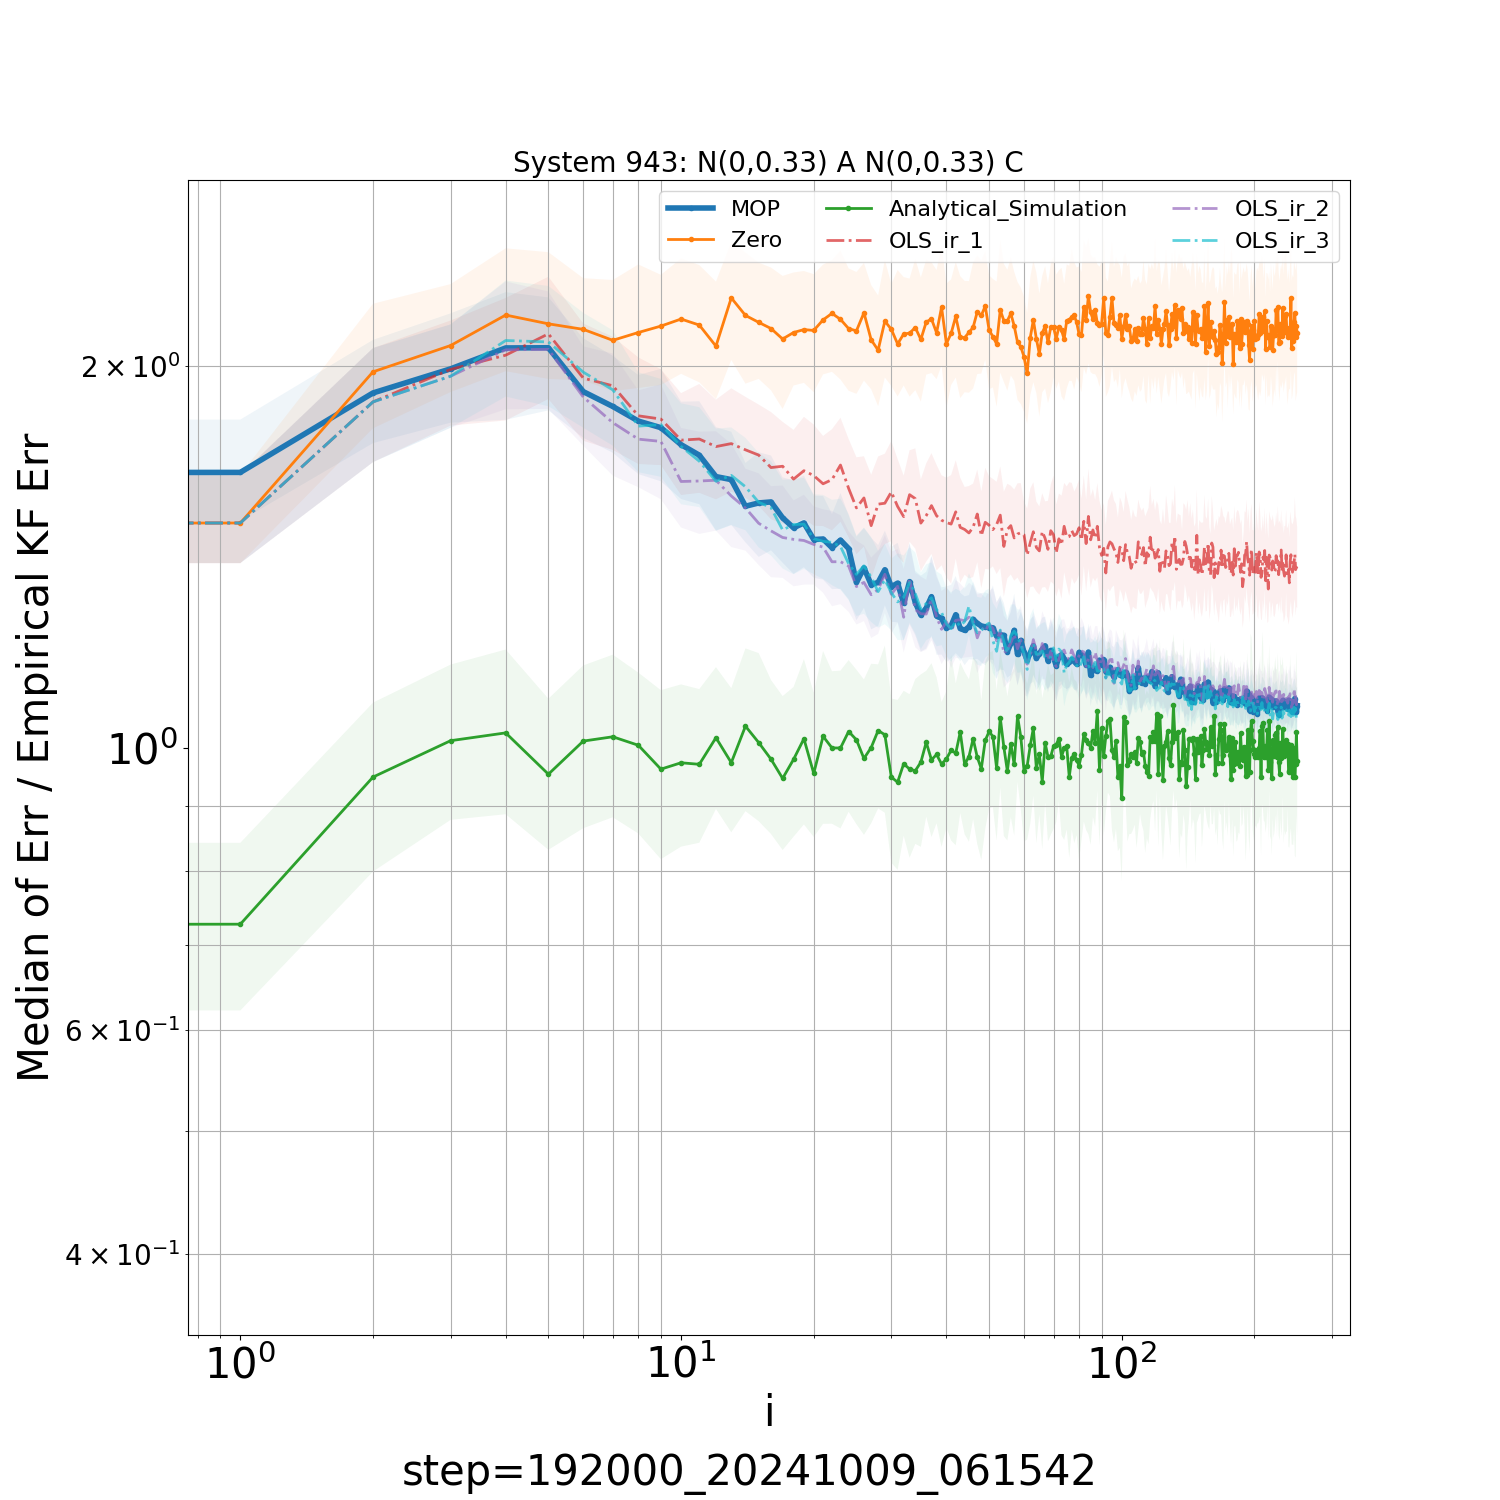 System 943: N(0,0.33) A N(0,0.33) C
MOP
Zero
Analytical_Simulation
OLS_ir_1
OLS_ir_2
OLS_ir_3
Median of Err / Empirical KF Err
2 × 10⁰
10⁰
6 × 10⁻¹
4 × 10⁻¹
10⁰ 10¹ 10²
i
step=192000_20241009_061542